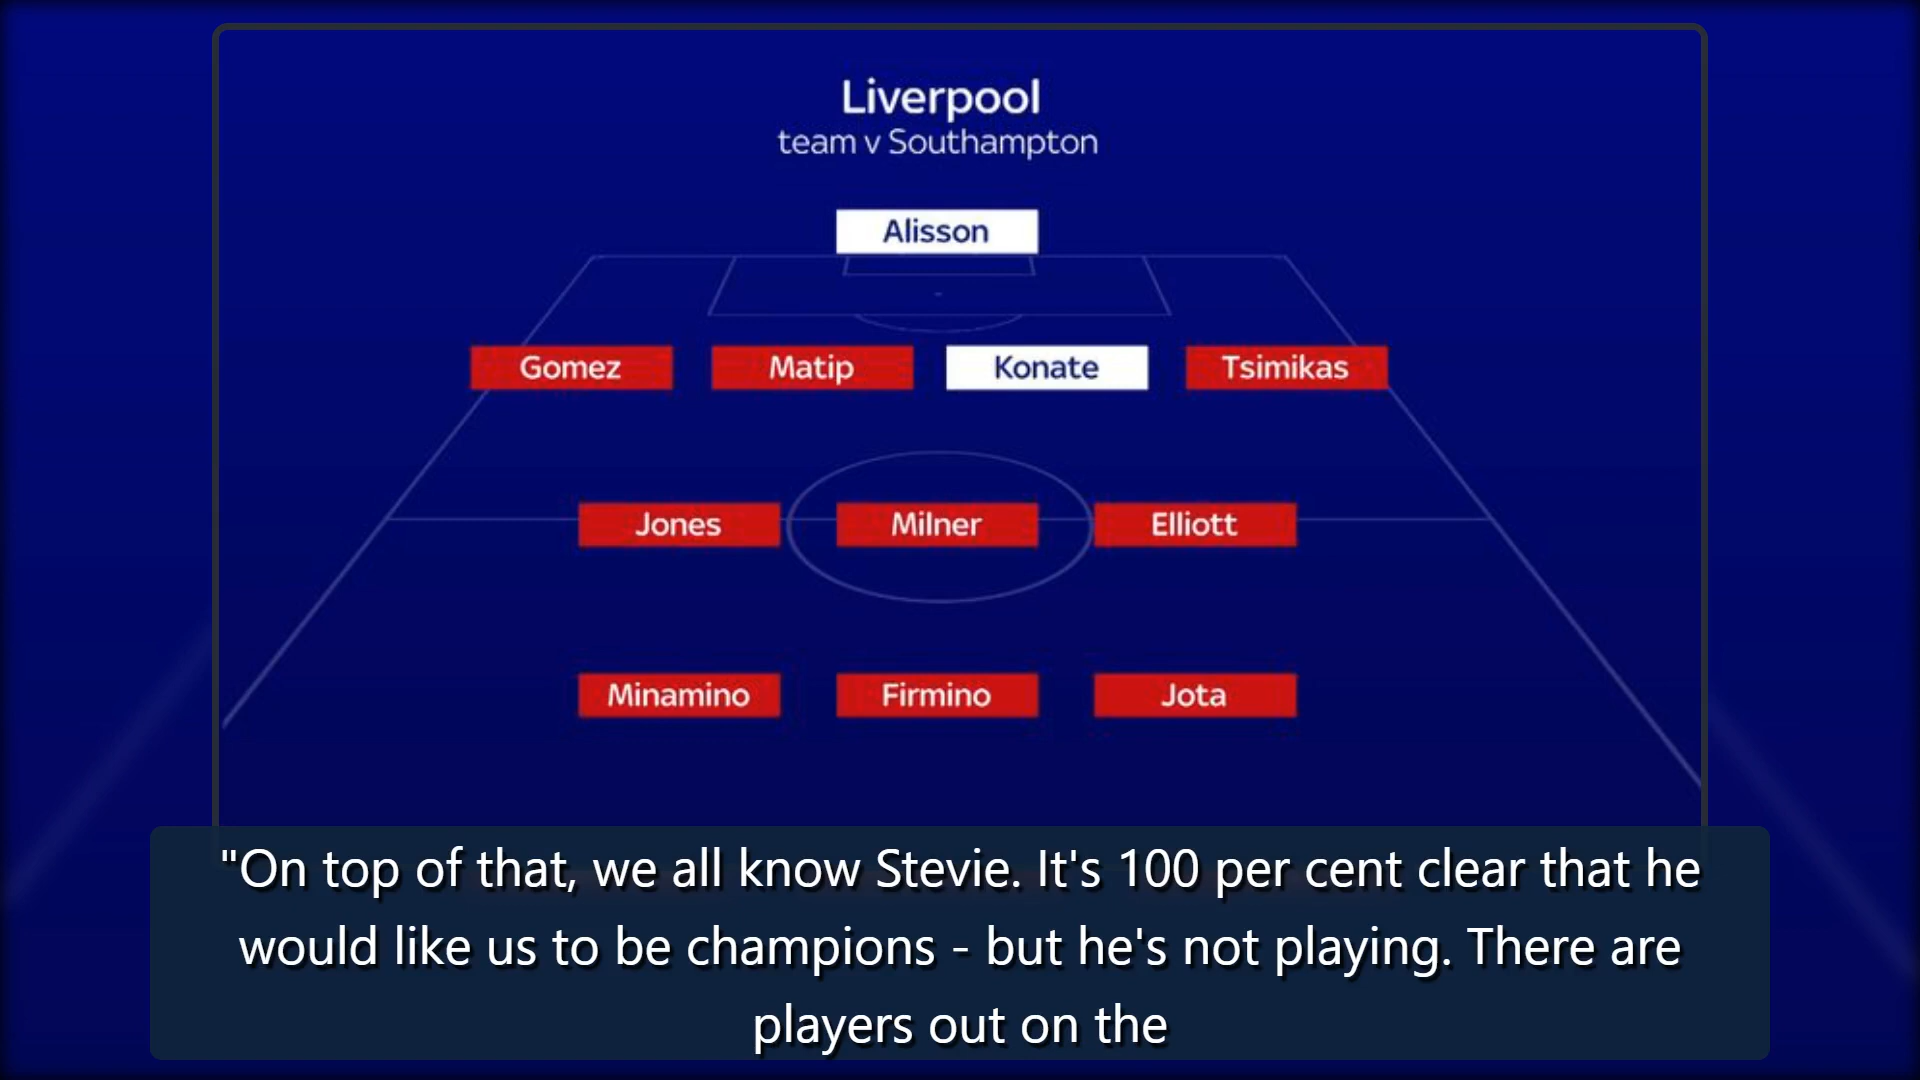 Liverpool
team v Southampton
Alisson
Gomez Matip Konate Tsimikas
Jones Milner Elliott
Minamino Firmino Jota
"On top of that, we all know Stevie. It's 100 per cent clear that he
would like us to be champions - but he's not playing. There are
players out on the